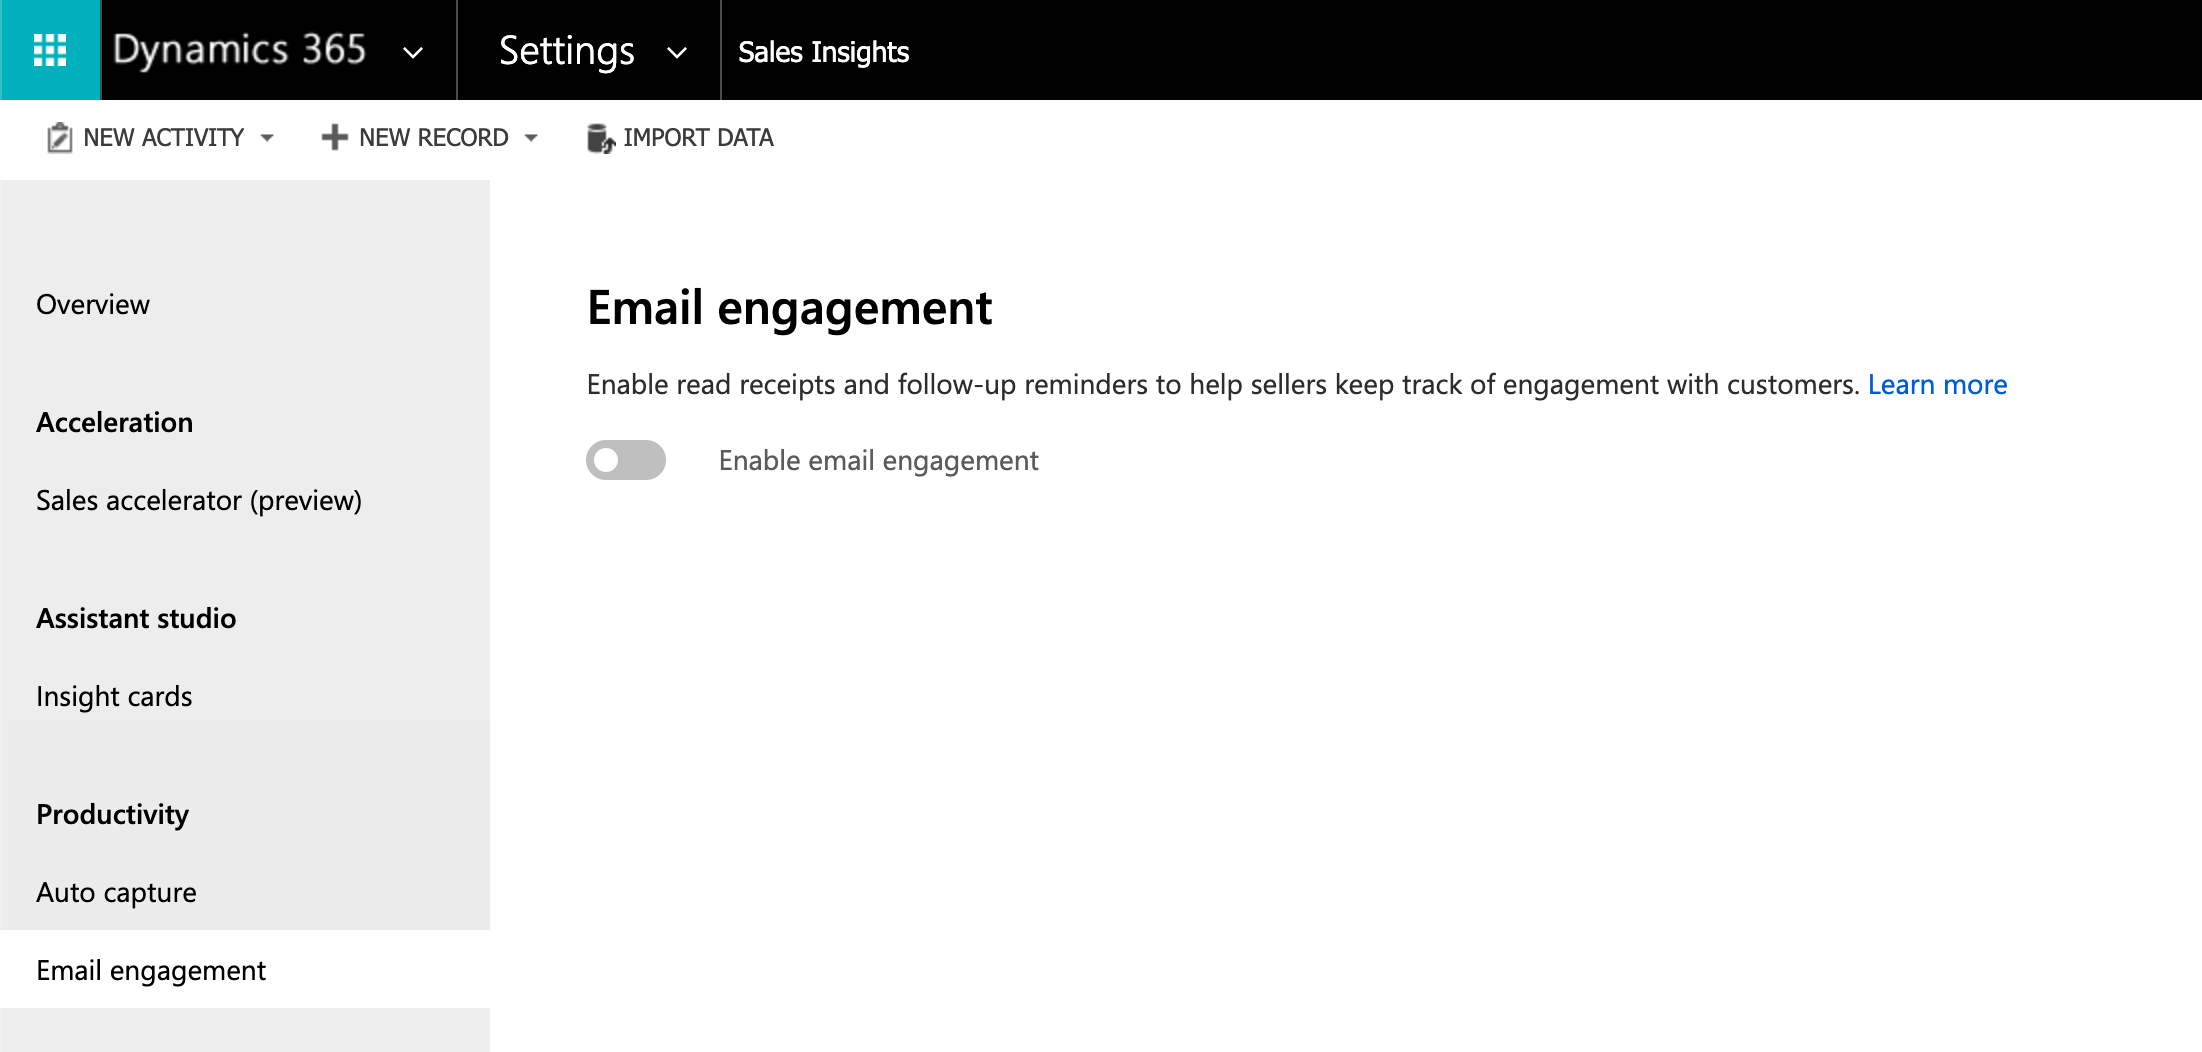 Dynamics 365 Settings Sales Insights
NEW ACTIVITY NEW RECORD IMPORT DATA
Overview
Acceleration
Sales accelerator (preview)
Assistant studio
Insight cards
Productivity
Auto capture
Email engagement
Email engagement
Enable read receipts and follow-up reminders to help sellers keep track of engagement with customers. Learn more
Enable email engagement